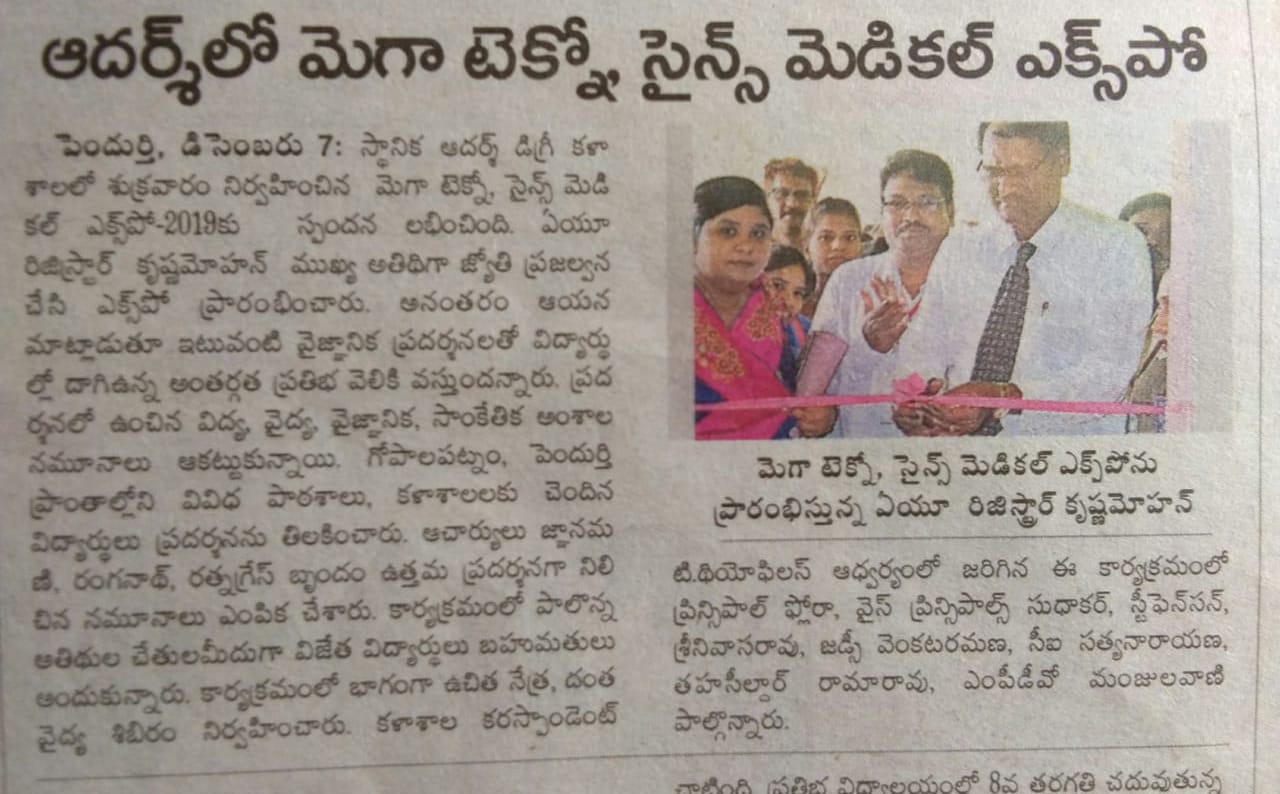 ఆదర్శ్‌లో మెగా టెక్నో, సైన్స్ మెడికల్ ఎక్స్‌పో
పెందుర్తి, డిసెంబరు 7: స్థానిక ఆదర్శ్ డిగ్రీ కళా
శాలలో శుక్రవారం నిర్వహించిన మెగా టెక్నో, సైన్స్ మెడి
కల్ ఎక్స్‌పో-2019కు స్పందన లభించింది. ఏయూ
రిజిస్ట్రార్ కృష్ణమోహన్ ముఖ్య అతిథిగా జ్యోతి ప్రజల్వన
చేసి ఎక్స్‌పో ప్రారంభించారు. అనంతరం ఆయన
మాట్లాడుతూ ఇటువంటి వైజ్ఞానిక ప్రదర్శనలతో విద్యార్థు
ల్లో దాగిఉన్న అంతర్గత ప్రతిభ వెలికి వస్తుందన్నారు. ప్రద
ర్శనలో ఉంచిన విద్య, వైద్య, వైజ్ఞానిక, సాంకేతిక అంశాల
నమూనాలు ఆకట్టుకున్నాయి. గోపాలపట్నం, పెందుర్తి
ప్రాంతాల్లోని వివిధ పాఠశాలు, కళాశాలలకు చెందిన
విద్యార్థులు ప్రదర్శనను తిలకించారు. ఆచార్యులు జ్ఞానమ
జీ, రంగనాథ్, రత్నగ్రేస్ బృందం ఉత్తమ ప్రదర్శనగా నిలి
చిన నమూనాలు ఎంపిక చేశారు. కార్యక్రమంలో పాలొన్న
అతిథుల చేతులమీదుగా విజేత విద్యార్థులు బహుమతులు
అందుకున్నారు. కార్యక్రమంలో భాగంగా ఉచిత నేత్ర, దంత
వైద్య శిబిరం నిర్వహించారు. కళాశాల కరస్పాండెంట్
మెగా టెక్నో, సైన్స్ మెడికల్ ఎక్స్‌పోను
ప్రారంభిస్తున్న ఏయూ రిజిస్ట్రార్ కృష్ణమోహన్
టి.థియోఫిలస్ ఆధ్వర్యంలో జరిగిన ఈ కార్యక్రమంలో
ప్రిన్సిపాల్ ఫ్లోరా, వైస్ ప్రిన్సిపాల్స్ సుధాకర్, స్టీఫెన్‌సన్,
శ్రీనివాసరావు, జడ్సీ వెంకటరమణ, సీఐ సత్యనారాయణ,
తహసీల్దార్ రామారావు, ఎంపీడీవో మంజులవాణి
పాల్గొన్నారు.
చాటింది. ప్రతిభ విద్యాలయంలో 8వ తరగతి చదువుతున్న